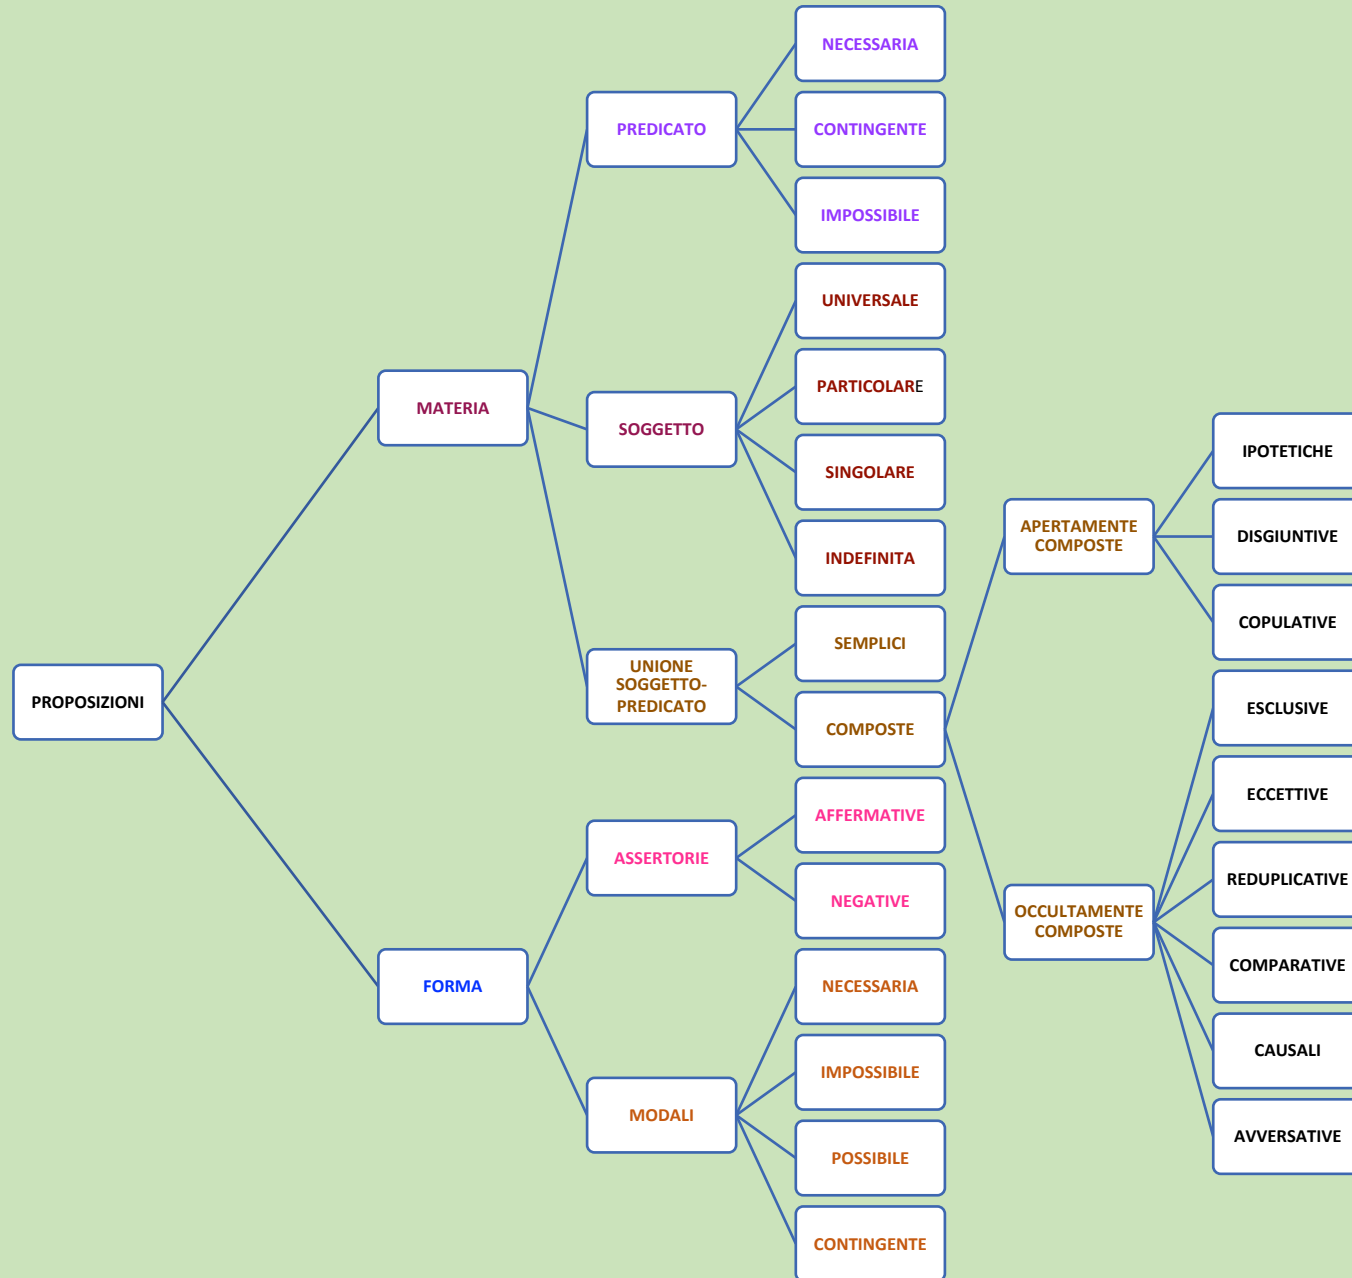 NECESSARIA
PREDICATO
CONTINGENTE
IMPOSSIBILE
UNIVERSALE
MATERIA
PARTICOLARE
SOGGETTO
SINGOLARE
INDEFINITA
UNIONE
SOGGETTO-
PREDICATO
SEMPLICI
COMPOSTE
APERTAMENTE
COMPOSTE
IPOTETICHE
DISGIUNTIVE
COPULATIVE
OCCULTAMENTE
COMPOSTE
ESCLUSIVE
ECCETTIVE
REDUPLICATIVE
COMPARATIVE
CAUSALI
AVVERSATIVE
PROPOSIZIONI
FORMA
ASSERTORIE
AFFERMATIVE
NEGATIVE
MODALI
NECESSARIA
IMPOSSIBILE
POSSIBILE
CONTINGENTE